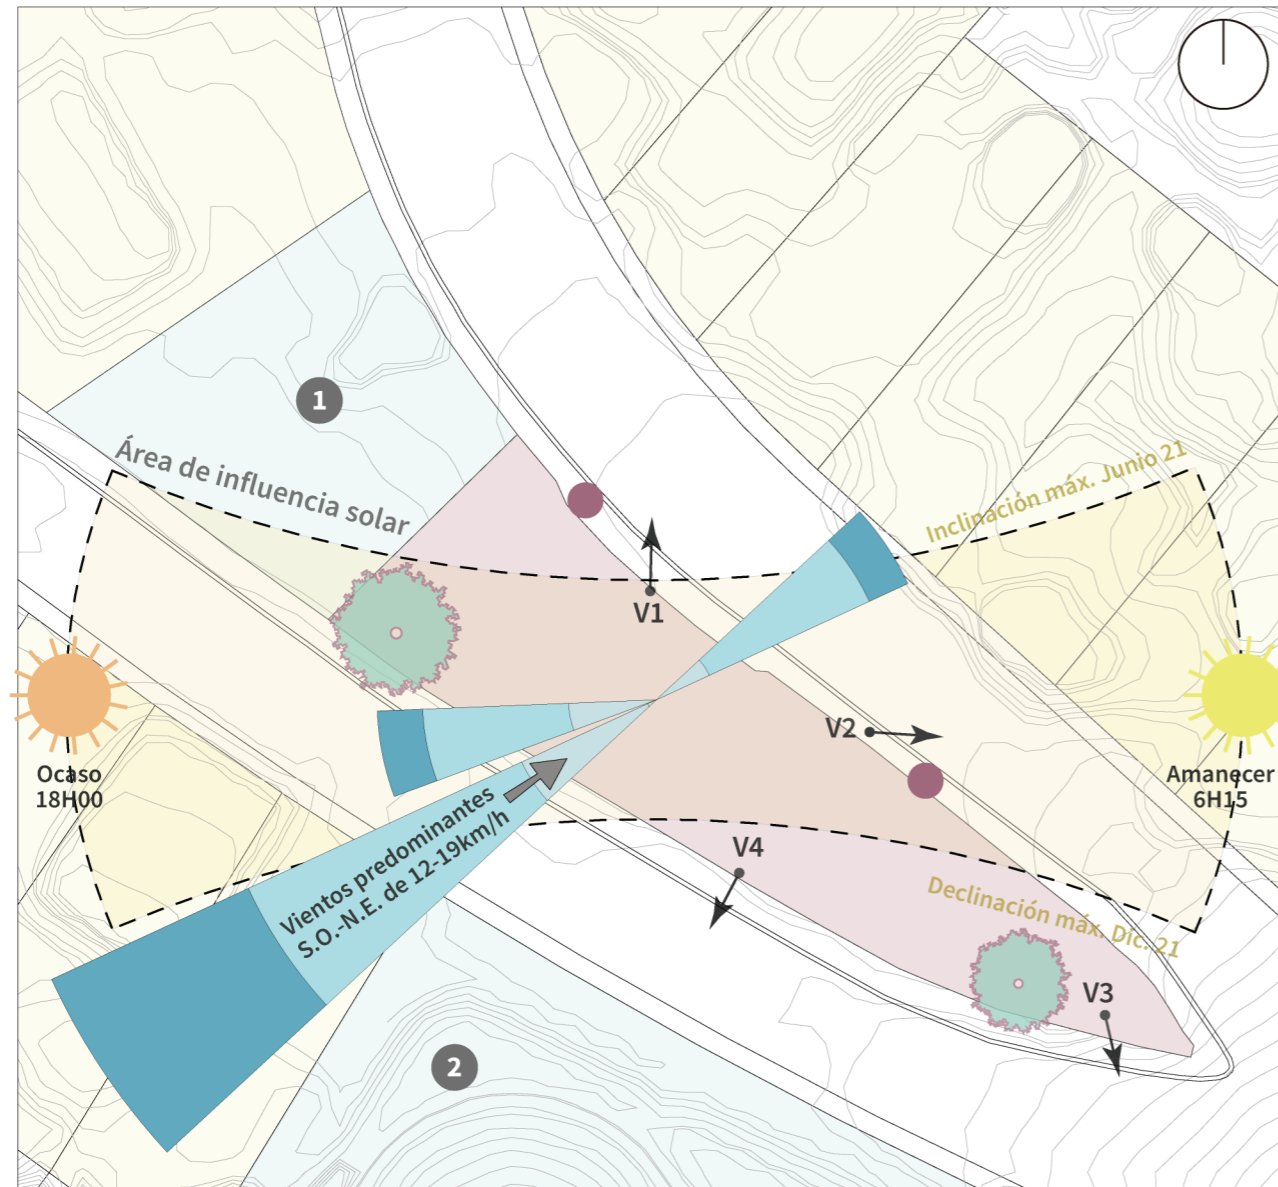 1
Área de influencia solar
Inclinación máx. Junio 21
V1
V2
Ocaso
18H00
Amanecer
6H15
Vientos predominantes
S.O.-N.E. de 12-19km/h
V4
Declinación máx. Dic. 21
V3
2